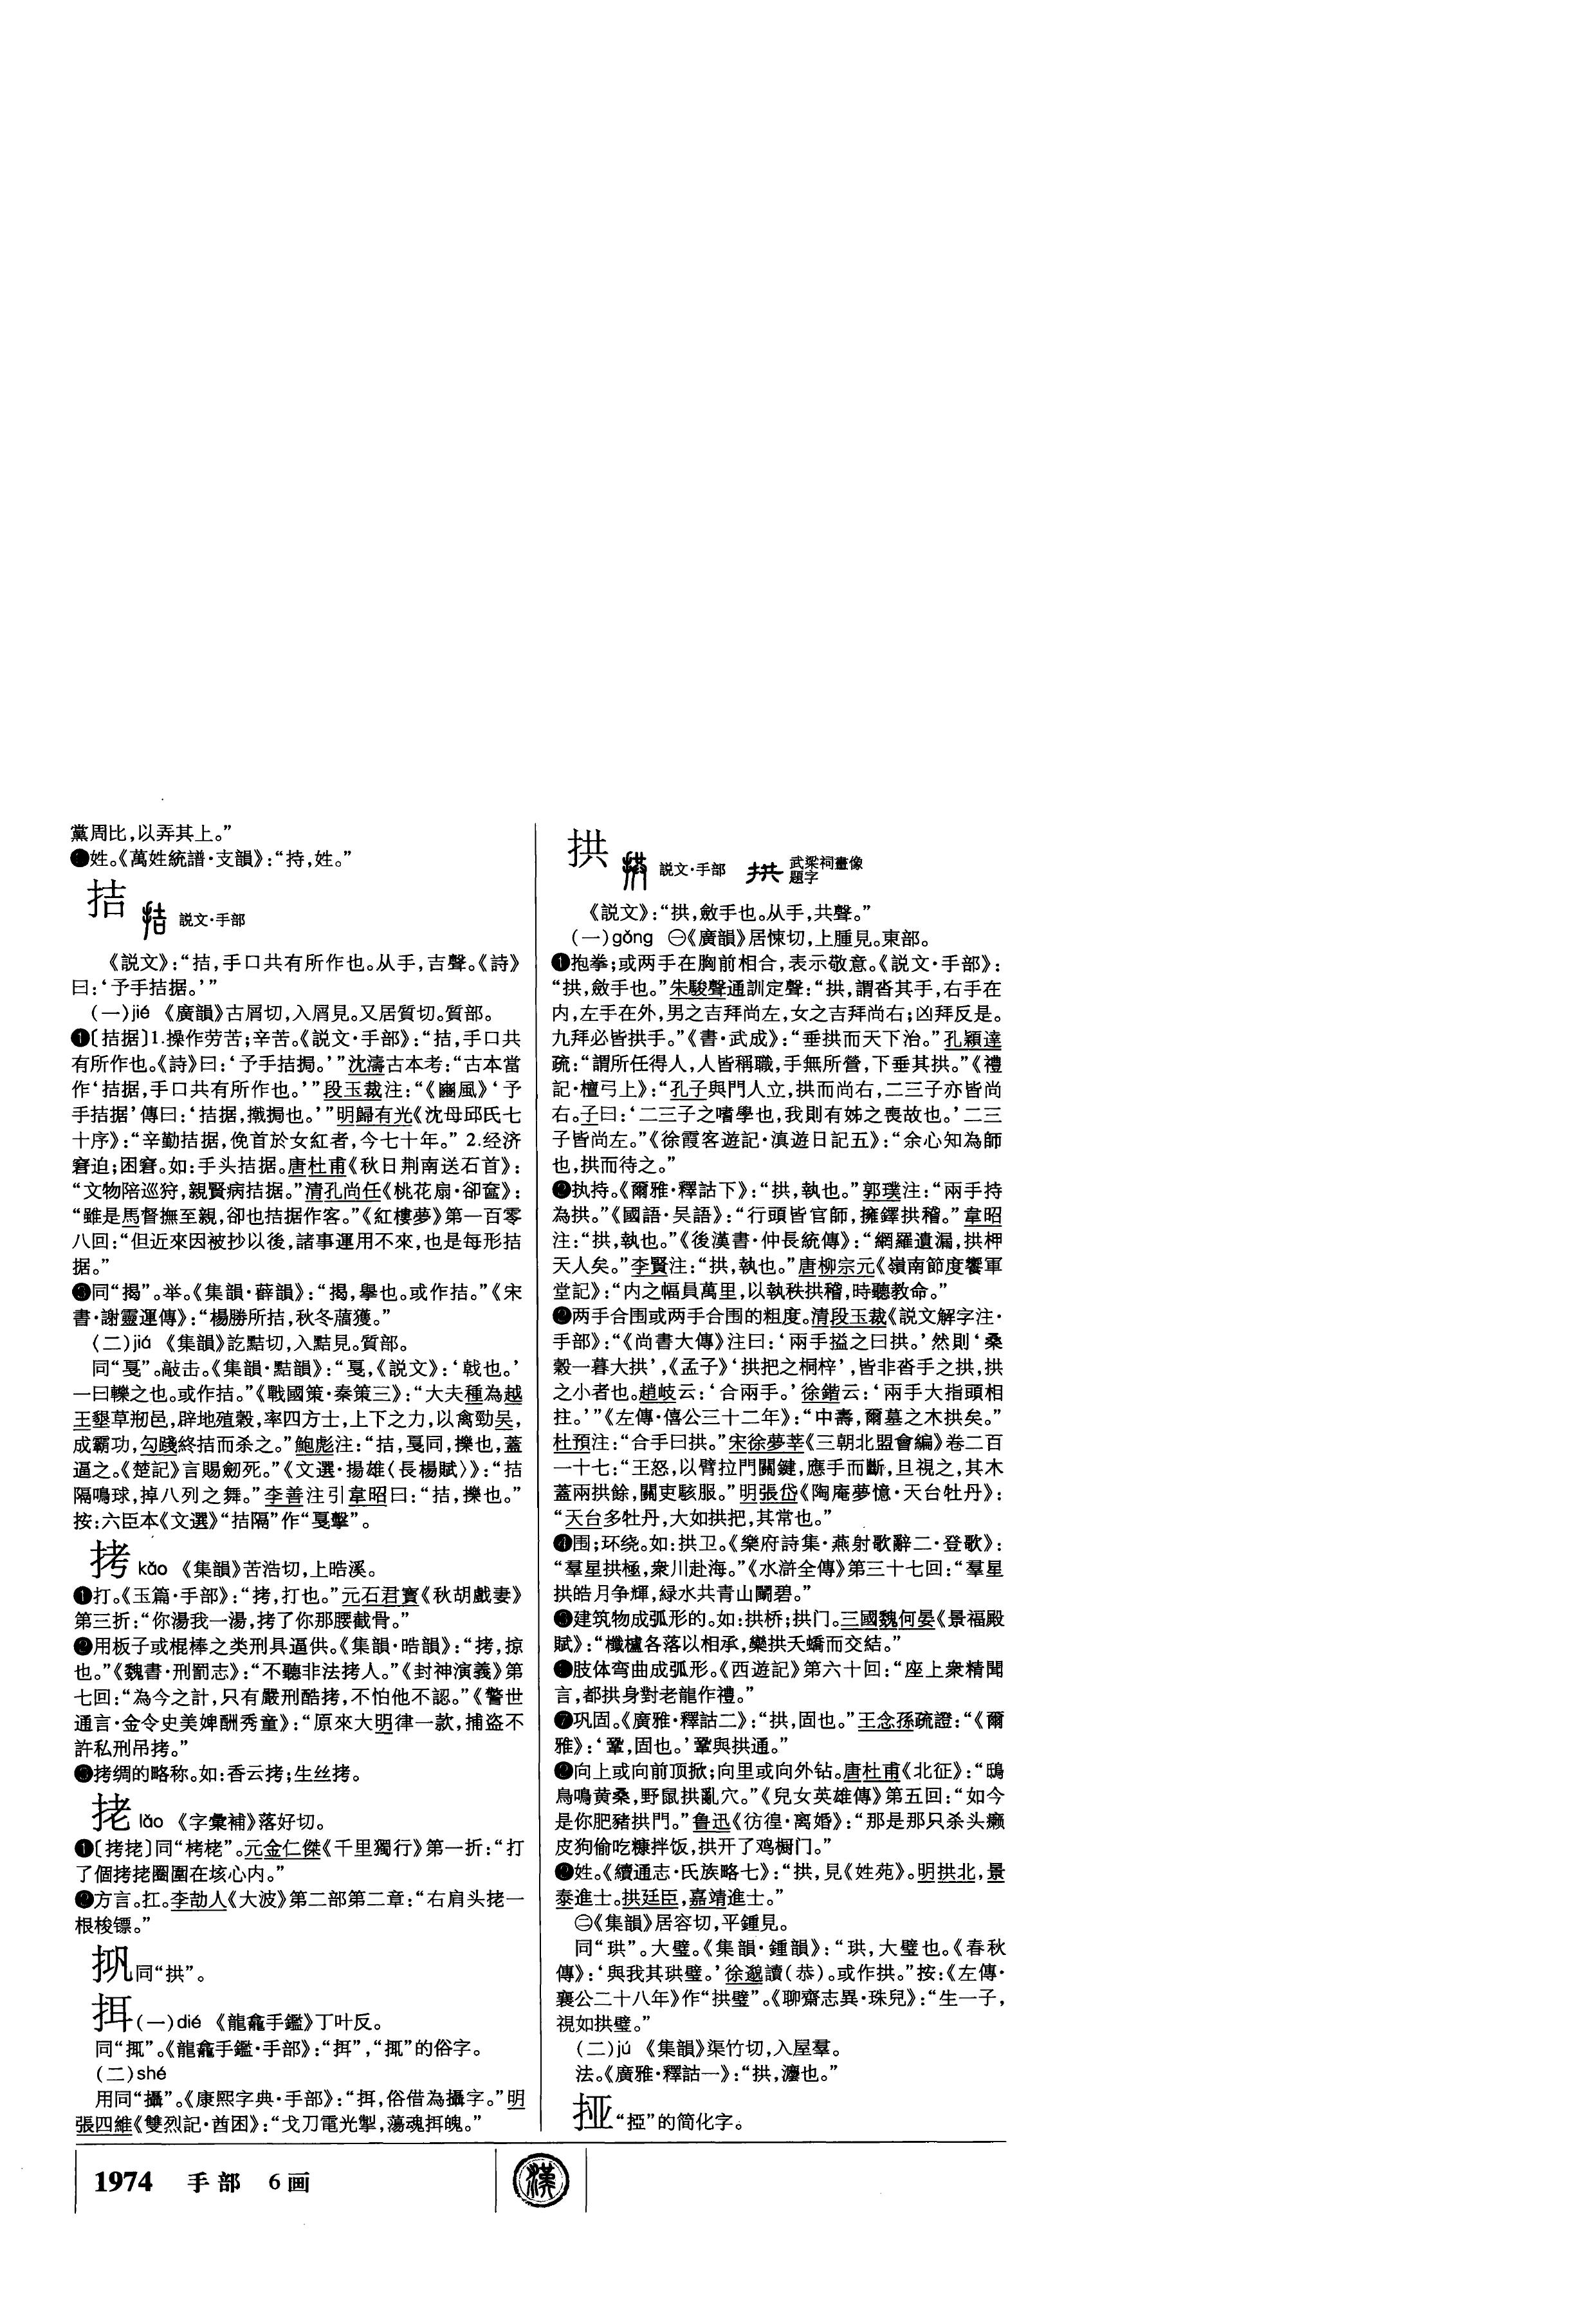 黨周比,以弄其上。”
姓。《萬姓統譜·支韻》:“持,姓。”
拮
説文·手部
《説文》:“拮,手口共有所作也。从手,吉聲。《詩》
曰:‘予手拮据。’”
(一)jié 《廣韻》古屑切,入屑見。又居質切。質部。
❶〔拮据〕1.操作劳苦;辛苦。《説文·手部》:“拮,手口共
有所作也。《詩》曰:‘予手拮挶。’”沈濤古本考:“古本當
作‘拮据,手口共有所作也。’”段玉裁注:“《豳風》‘予
手拮据’傳曰:‘拮据,撠挶也。’”明歸有光《沈母邱氏七
十序》:“辛勤拮据,俛首於女紅者,今七十年。” 2.经济
窘迫;困窘。如:手头拮据。唐杜甫《秋日荆南送石首》:
“文物陪巡狩,親賢病拮据。”清孔尚任《桃花扇·卻奩》:
“雖是馬督撫至親,卻也拮据作客。”《紅樓夢》第一百零
八回:“但近來因被抄以後,諸事運用不來,也是每形拮
据。”
同“揭”。举。《集韻·薛韻》:“揭,擧也。或作拮。”《宋
書·謝靈運傳》:“楊勝所拮,秋冬䕋獲。”
(二)jiá 《集韻》訖黠切,入黠見。質部。
同“戛”。敲击。《集韻·黠韻》:“戛,《説文》:‘戟也。’
一曰轢之也。或作拮。”《戰國策·秦策三》:“大夫種為越
王墾草刱邑,辟地殖穀,率四方士,上下之力,以禽勁吴,
成霸功,勾踐終拮而杀之。”鮑彪注:“拮,戛同,擽也,蓋
逼之。《楚記》言賜劒死。”《文選·揚雄〈長楊賦〉》:“拮
隔鳴球,掉八列之舞。”李善注引韋昭曰:“拮,擽也。”
按:六臣本《文選》“拮隔”作“戛擊”。
拷 kǎo 《集韻》苦浩切,上晧溪。
❶打。《玉篇·手部》:“拷,打也。”元石君寳《秋胡戲妻》
第三折:“你湯我一湯,拷了你那腰截骨。”
❷用板子或棍棒之类刑具逼供。《集韻·晧韻》:“拷,掠
也。”《魏書·刑罰志》:“不聽非法拷人。”《封神演義》第
七回:“為今之計,只有嚴刑酷拷,不怕他不認。”《警世
通言·金令史美婢酬秀童》:“原來大明律一款,捕盗不
許私刑吊拷。”
❸拷绸的略称。如:香云拷;生丝拷。
㧯 lǎo 《字彙補》落好切。
❶〔拷㧯〕同“栲栳”。元金仁傑《千里獨行》第一折:“打
了個拷㧯圈圍在垓心内。”
❷方言。扛。李劼人《大波》第二部第二章:“右肩头㧯一
根梭镖。”
㧬同“拱”。
挕(一)dié 《龍龕手鑑》丁叶反。
同“㨗”。《龍龕手鑑·手部》:“挕”,“㨗”的俗字。
(二)shé
用同“攝”。《康熙字典·手部》:“挕,俗借為攝字。”明
張四維《雙烈記·酋困》:“戈刀電光掣,蕩魂挕魄。”
拱
説文·手部 武梁祠畫像
題字
《説文》:“拱,斂手也。从手,共聲。”
(一)gǒng ㊀《廣韻》居悚切,上腫見。東部。
❶抱拳;或两手在胸前相合,表示敬意。《説文·手部》:
“拱,斂手也。”朱駿聲通訓定聲:“拱,謂沓其手,右手在
内,左手在外,男之吉拜尚左,女之吉拜尚右;凶拜反是。
九拜必皆拱手。”《書·武成》:“垂拱而天下治。”孔穎達
疏:“謂所任得人,人皆稱職,手無所營,下垂其拱。”《禮
記·檀弓上》:“孔子與門人立,拱而尚右,二三子亦皆尚
右。子曰:‘二三子之嗜學也,我則有姊之喪故也。’二三
子皆尚左。”《徐霞客遊記·滇遊日記五》:“余心知為師
也,拱而待之。”
❷执持。《爾雅·釋詁下》:“拱,執也。”郭璞注:“兩手持
為拱。”《國語·吴語》:“行頭皆官師,擁鐸拱稽。”韋昭
注:“拱,執也。”《後漢書·仲長統傳》:“網羅遺漏,拱柙
天人矣。”李賢注:“拱,執也。”唐柳宗元《嶺南節度饗軍
堂記》:“内之幅員萬里,以執秩拱稽,時聽教命。”
两手合围或两手合围的粗度。清段玉裁《説文解字注·
手部》:“《尚書大傳》注曰:‘兩手搤之曰拱。’然則‘桑
穀一暮大拱’,《孟子》‘拱把之桐梓’,皆非沓手之拱,拱
之小者也。趙岐云:‘合兩手。’徐鍇云:‘兩手大指頭相
拄。’”《左傳·僖公三十二年》:“中壽,爾墓之木拱矣。”
杜預注:“合手曰拱。”宋徐夢莘《三朝北盟會編》卷二百
一十七:“王怒,以臂拉門關鍵,應手而斷,旦視之,其木
蓋兩拱餘,關吏駭服。”明張岱《陶庵夢憶·天台牡丹》:
“天台多牡丹,大如拱把,其常也。”
❹围;环绕。如:拱卫。《樂府詩集·燕射歌辭二·登歌》:
“羣星拱極,衆川赴海。”《水滸全傳》第三十七回:“羣星
拱皓月争輝,緑水共青山鬭碧。”
建筑物成弧形的。如:拱桥;拱门。三國魏何晏《景福殿
賦》:“櫼櫨各落以相承,欒拱夭蟜而交結。”
肢体弯曲成弧形。《西遊記》第六十回:“座上衆精聞
言,都拱身對老龍作禮。”
❼巩固。《廣雅·釋詁二》:“拱,固也。”王念孫疏證:“《爾
雅》:‘鞏,固也。’鞏與拱通。”
向上或向前顶掀;向里或向外钻。唐杜甫《北征》:“鴟
鳥鳴黄桑,野鼠拱亂穴。”《兒女英雄傳》第五回:“如今
是你肥豬拱門。”鲁迅《彷徨·离婚》:“那是那只杀头癞
皮狗偷吃糠拌饭,拱开了鸡橱门。”
姓。《續通志·氏族略七》:“拱,見《姓苑》。明拱北,景
泰進士。拱廷臣,嘉靖進士。”
㊁《集韻》居容切,平鍾見。
同“珙”。大璧。《集韻·鍾韻》:“珙,大璧也。《春秋
傳》:‘與我其珙璧。’徐邈讀(恭)。或作拱。”按:《左傳·
襄公二十八年》作“拱璧”。《聊齋志異·珠兒》:“生一子,
視如拱璧。”
(二)jú 《集韻》渠竹切,入屋羣。
法。《廣雅·釋詁一》:“拱,灋也。”
挜“掗”的简化字。
1974 手部 6画
漢